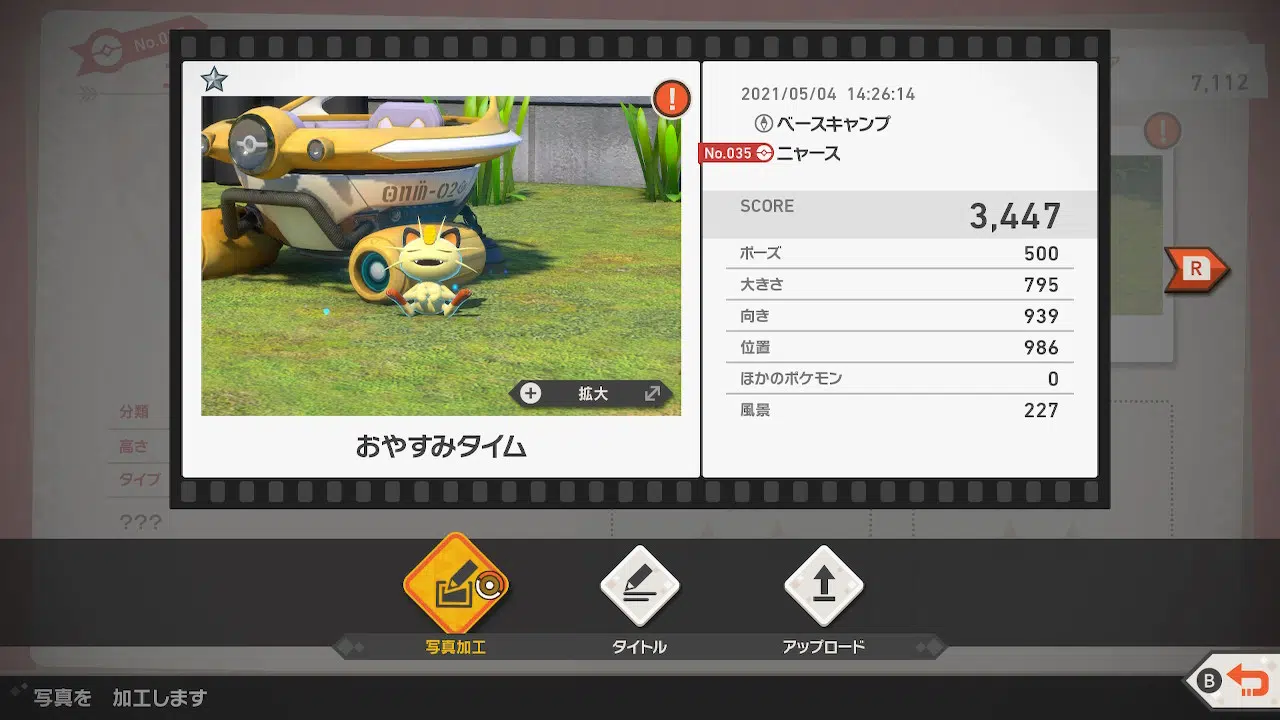 No.0
7,112
2021/05/04 14:26:14
ベースキャンプ
No.035 ニャース
SCORE 3,447
ポーズ 500
大きさ 795
向き 939
位置 986
ほかのポケモン 0
風景 227
R
+ 拡大
おやすみタイム
分類
高さ
タイプ
???
写真加工
タイトル
アップロード
写真を 加工します
B